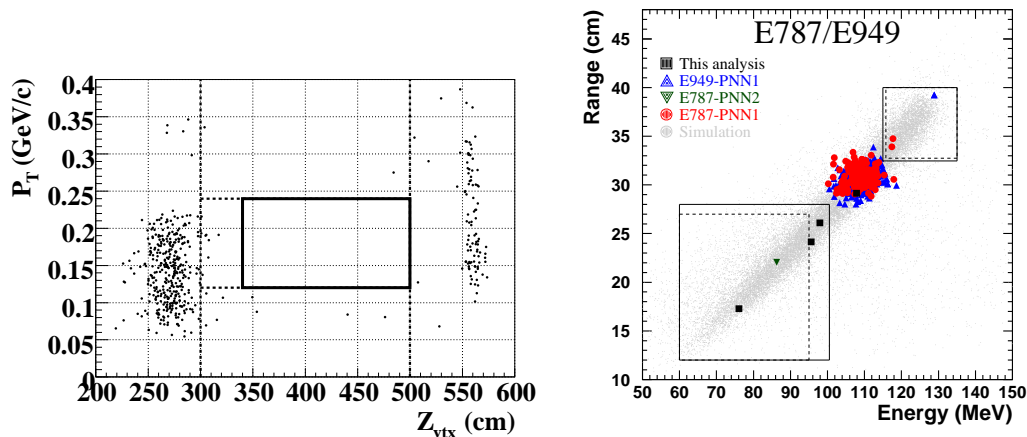 P_T (GeV/c)
0.4
0.35
0.3
0.25
0.2
0.15
0.1
0.05
0
200 250 300 350 400 450 500 550 600
Z_vtx (cm)
Range (cm)
45
40
35
30
25
20
15
10
E787/E949
This analysis
E949-PNN1
E787-PNN2
E787-PNN1
Simulation
50 60 70 80 90 100 110 120 130 140 150
Energy (MeV)